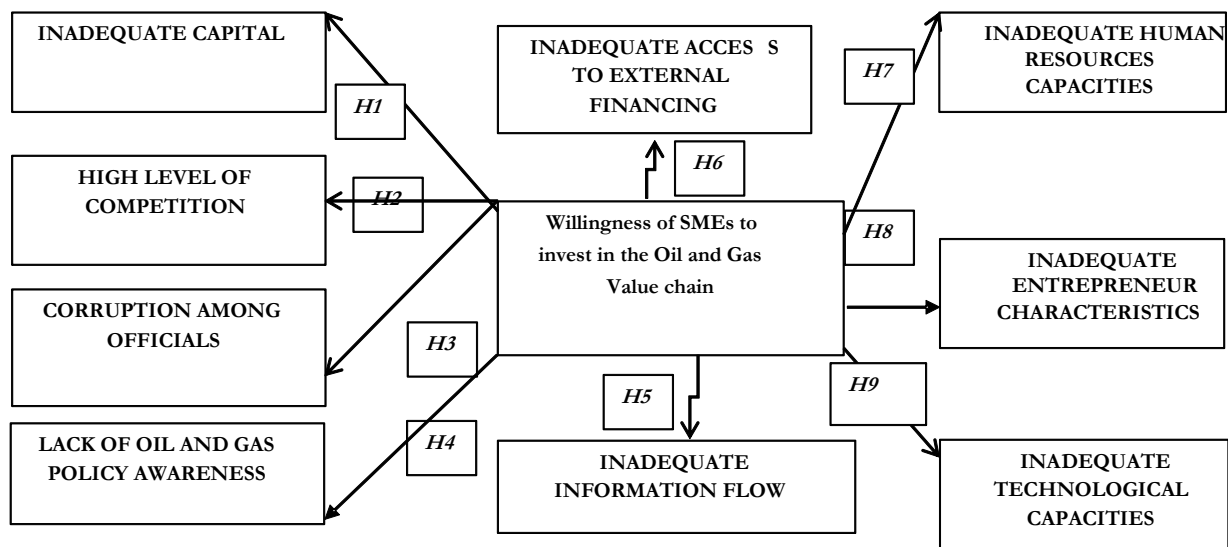 INADEQUATE CAPITAL
H1
HIGH LEVEL OF
COMPETITION
H2
CORRUPTION AMONG
OFFICIALS
H3
LACK OF OIL AND GAS
POLICY AWARENESS
H4
INADEQUATE ACCES S
TO EXTERNAL
FINANCING
H6
Willingness of SMEs to
invest in the Oil and Gas
Value chain
H5
INADEQUATE
INFORMATION FLOW
INADEQUATE HUMAN
RESOURCES
CAPACITIES
H7
H8
INADEQUATE
ENTREPRENEUR
CHARACTERISTICS
H9
INADEQUATE
TECHNOLOGICAL
CAPACITIES